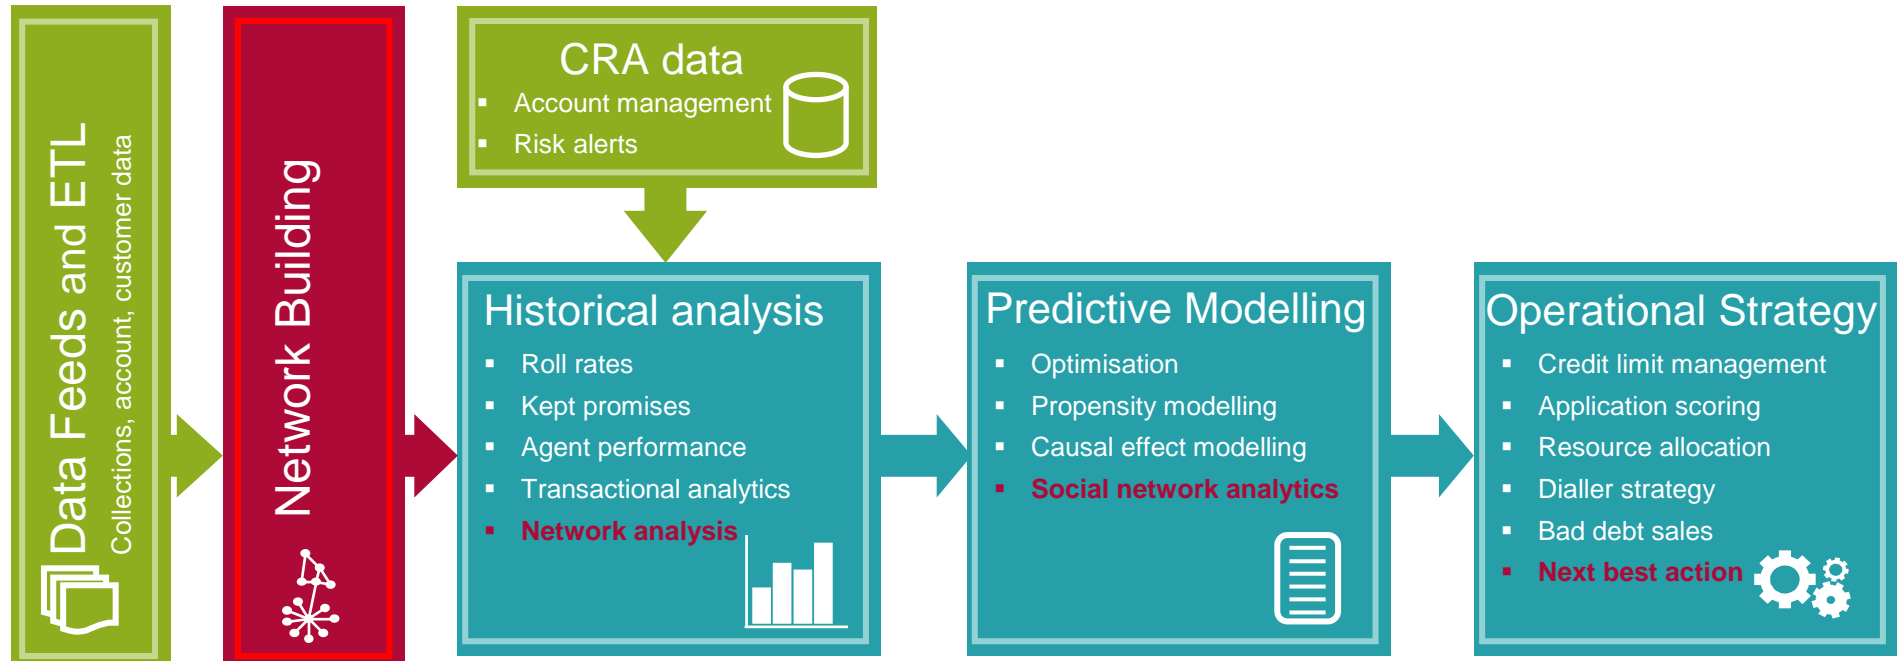 Data Feeds and ETL
Collections, account, customer data
Network Building
CRA data
▪ Account management
▪ Risk alerts
Historical analysis
▪ Roll rates
▪ Kept promises
▪ Agent performance
▪ Transactional analytics
▪ Network analysis
Predictive Modelling
▪ Optimisation
▪ Propensity modelling
▪ Causal effect modelling
▪ Social network analytics
Operational Strategy
▪ Credit limit management
▪ Application scoring
▪ Resource allocation
▪ Dialler strategy
▪ Bad debt sales
▪ Next best action